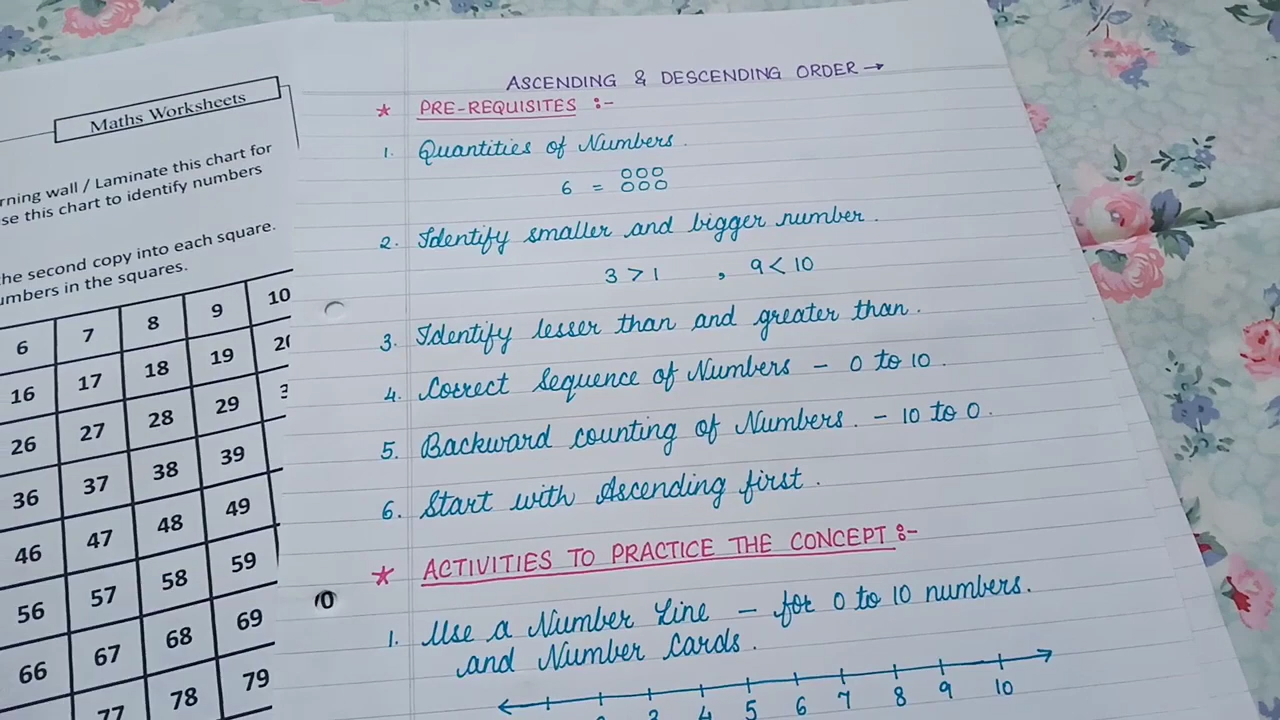 Maths Worksheets
rning wall / Laminate this chart for
se this chart to identify numbers
he second copy into each square.
umbers in the squares.
6 7 8 9 10
16 17 18 19
26 27 28 29
36 37 38 39
46 47 48 49
56 57 58 59
66 67 68 69
77 78 79
ASCENDING & DESCENDING ORDER →
* PRE-REQUISITES :-
1. Quantities of Numbers.
6 = 000
000
2. Identify smaller and bigger number.
3 > 1 , 9 < 10
3. Identify lesser than and greater than.
4. Correct Sequence of Numbers - 0 to 10.
5. Backward counting of Numbers. - 10 to 0.
6. Start with Ascending first.
* ACTIVITIES TO PRACTICE THE CONCEPT :-
1. Use a Number Line - for 0 to 10 numbers.
and Number Cards.
4 5 6 7 8 9 10